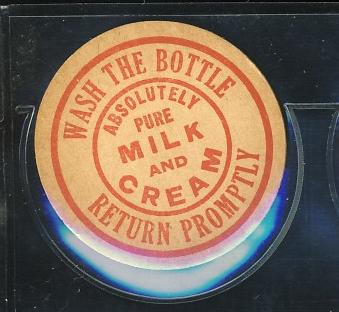 WASH THE BOTTLE
ABSOLUTELY
PURE
MILK
AND
CREAM
RETURN PROMPTLY